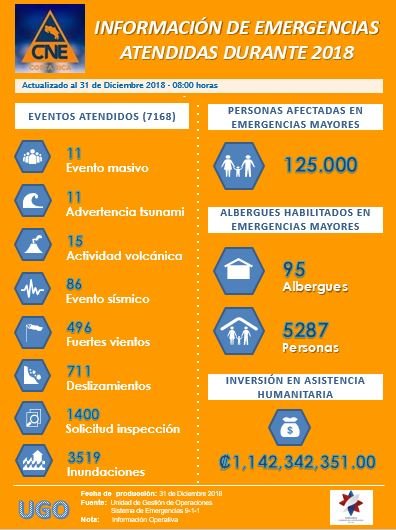 CNE
COSTA RICA
INFORMACIÓN DE EMERGENCIAS
ATENDIDAS DURANTE 2018
Actualizado al 31 de Diciembre 2018 - 08:00 horas
EVENTOS ATENDIDOS (7168)
11
Evento masivo
11
Advertencia tsunami
15
Actividad volcánica
86
Evento sísmico
496
Fuertes vientos
711
Deslizamientos
1400
Solicitud inspección
3519
Inundaciones
PERSONAS AFECTADAS EN
EMERGENCIAS MAYORES
125.000
ALBERGUES HABILITADOS EN
EMERGENCIAS MAYORES
95
Albergues
5287
Personas
INVERSIÓN EN ASISTENCIA
HUMANITARIA
$
₡1,142,342,351.00
UGO
Fecha de producción: 31 de Diciembre 2018
Fuente: Unidad de Gestión de Operaciones
Sistema de Emergencias 9-1-1
Nota: Información Operativa